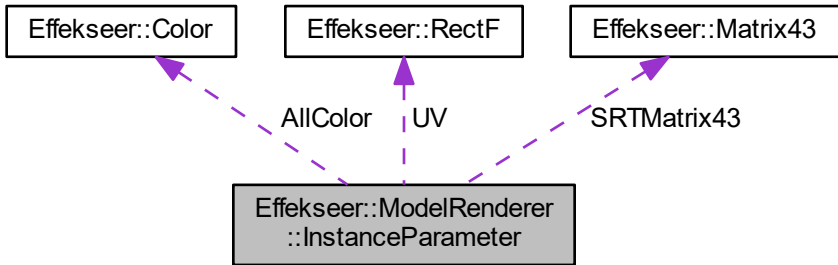 Effekseer::Color
Effekseer::RectF
Effekseer::Matrix43
AllColor
UV
SRTMatrix43
Effekseer::ModelRenderer
::InstanceParameter